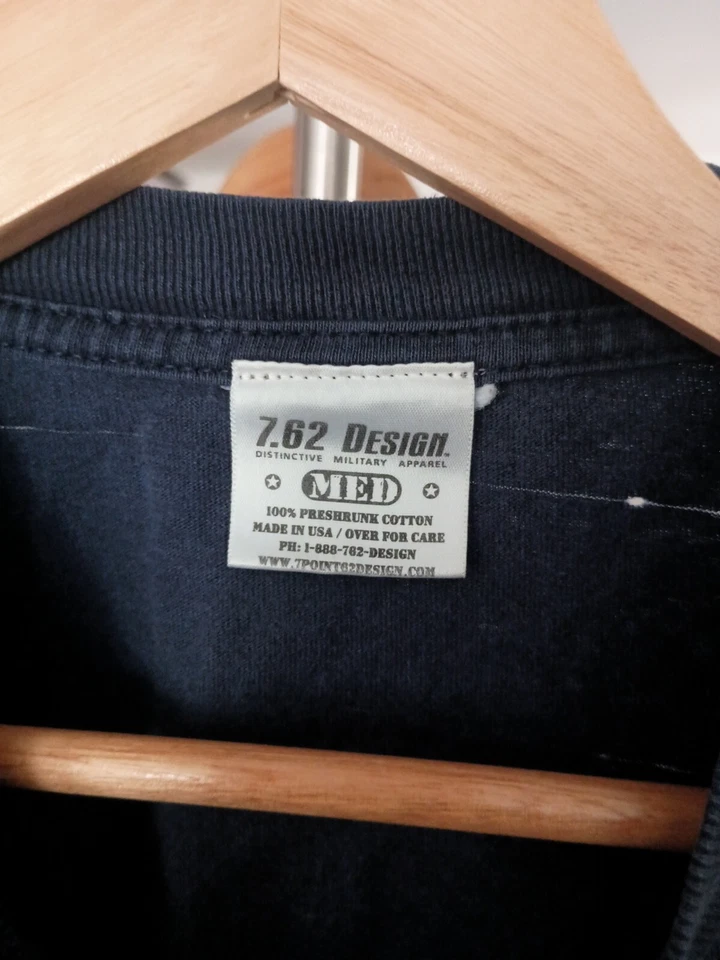 7.62 DESIGN™
DISTINCTIVE MILITARY APPAREL
MED
100% PRESHRUNK COTTON
MADE IN USA / OVER FOR CARE
PH: 1-888-762-DESIGN
WWW.7POINT62DESIGN.COM